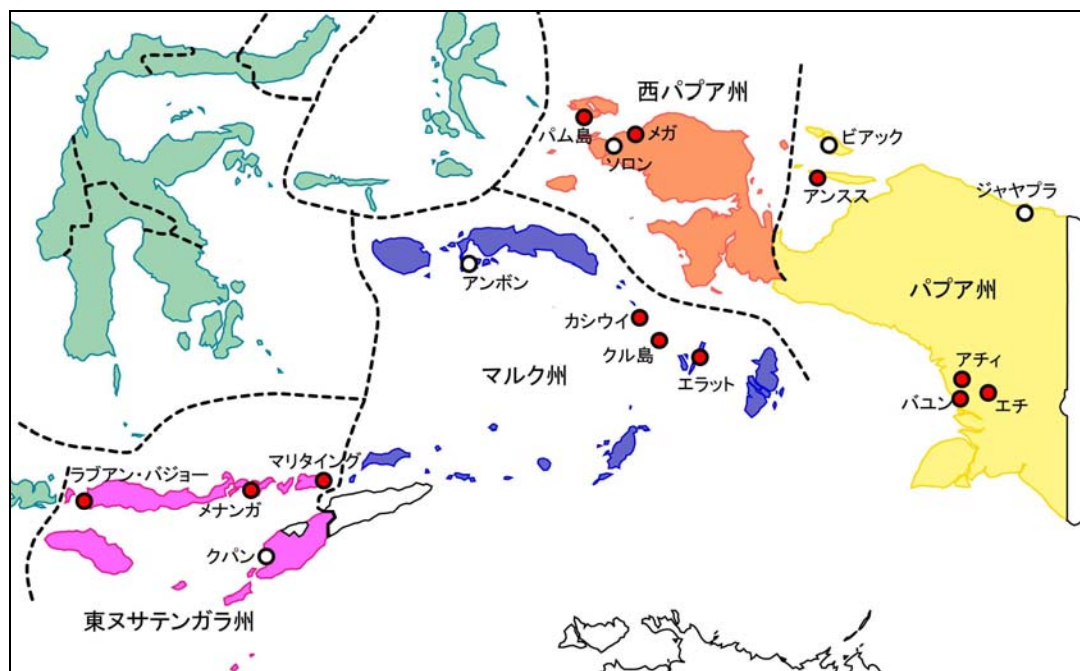 西パプア州
パム島
メガ
ソロン
ビアック
アンスス
ジャヤプラ
アンボン
パプア州
カシウイ
クル島
エラット
マルク州
アチィ
バユン
エチ
マリタイング
ラブアン・バジョー
メナンガ
クパン
東ヌサテンガラ州